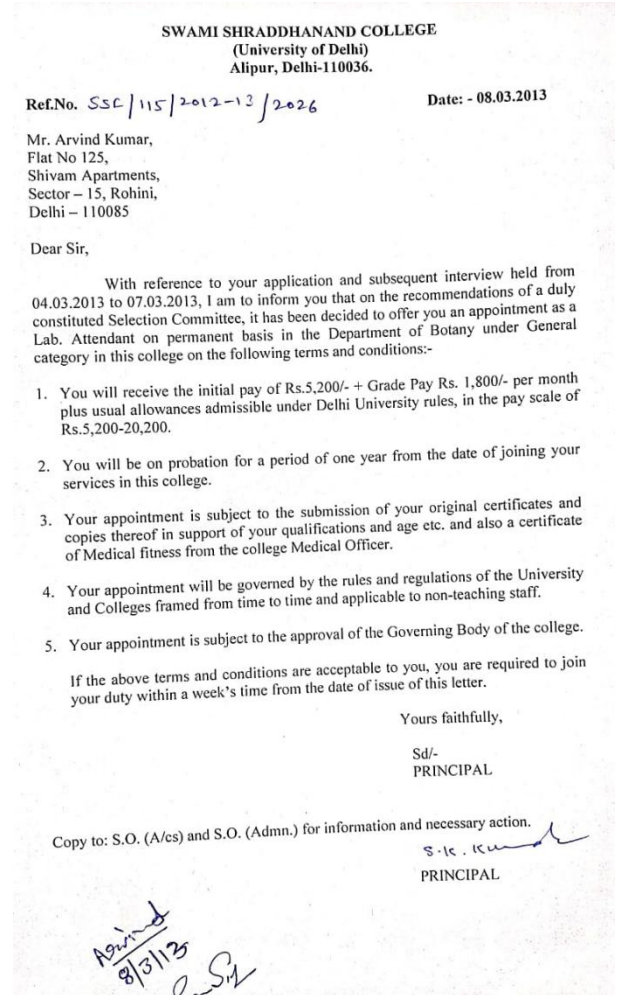 SWAMI SHRADDHANAND COLLEGE
(University of Delhi)
Alipur, Delhi-110036.
Ref.No. SSC/115/2012-13/2026
Date: - 08.03.2013
Mr. Arvind Kumar,
Flat No 125,
Shivam Apartments,
Sector – 15, Rohini,
Delhi – 110085
Dear Sir,
With reference to your application and subsequent interview held from
04.03.2013 to 07.03.2013, I am to inform you that on the recommendations of a duly
constituted Selection Committee, it has been decided to offer you an appointment as a
Lab. Attendant on permanent basis in the Department of Botany under General
category in this college on the following terms and conditions:-
1. You will receive the initial pay of Rs.5,200/- + Grade Pay Rs. 1,800/- per month
plus usual allowances admissible under Delhi University rules, in the pay scale of
Rs.5,200-20,200.
2. You will be on probation for a period of one year from the date of joining your
services in this college.
3. Your appointment is subject to the submission of your original certificates and
copies thereof in support of your qualifications and age etc. and also a certificate
of Medical fitness from the college Medical Officer.
4. Your appointment will be governed by the rules and regulations of the University
and Colleges framed from time to time and applicable to non-teaching staff.
5. Your appointment is subject to the approval of the Governing Body of the college.
If the above terms and conditions are acceptable to you, you are required to join
your duty within a week's time from the date of issue of this letter.
Yours faithfully,
Sd/-
PRINCIPAL
Copy to: S.O. (A/cs) and S.O. (Admn.) for information and necessary action.
S.K.
PRINCIPAL
Arvind
8/3/13